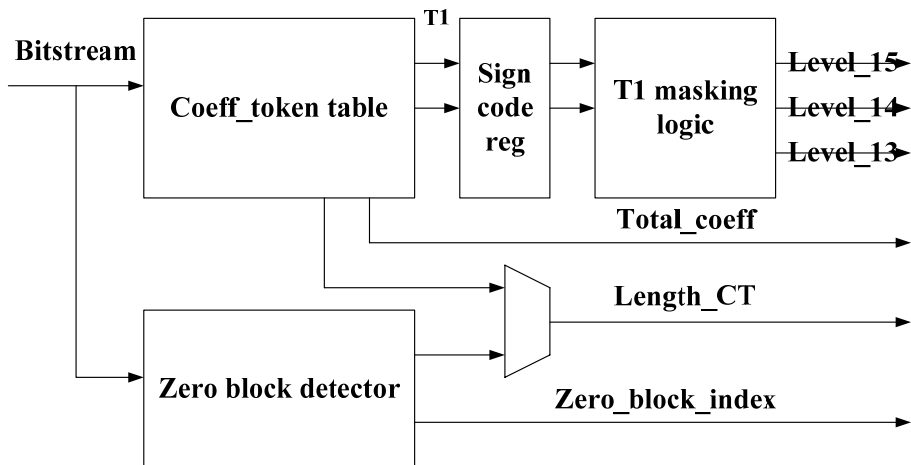 T1
Bitstream
Coeff_token table
Sign
code
reg
T1 masking
logic
Level_15
Level_14
Level_13
Total_coeff
Length_CT
Zero block detector
Zero_block_index